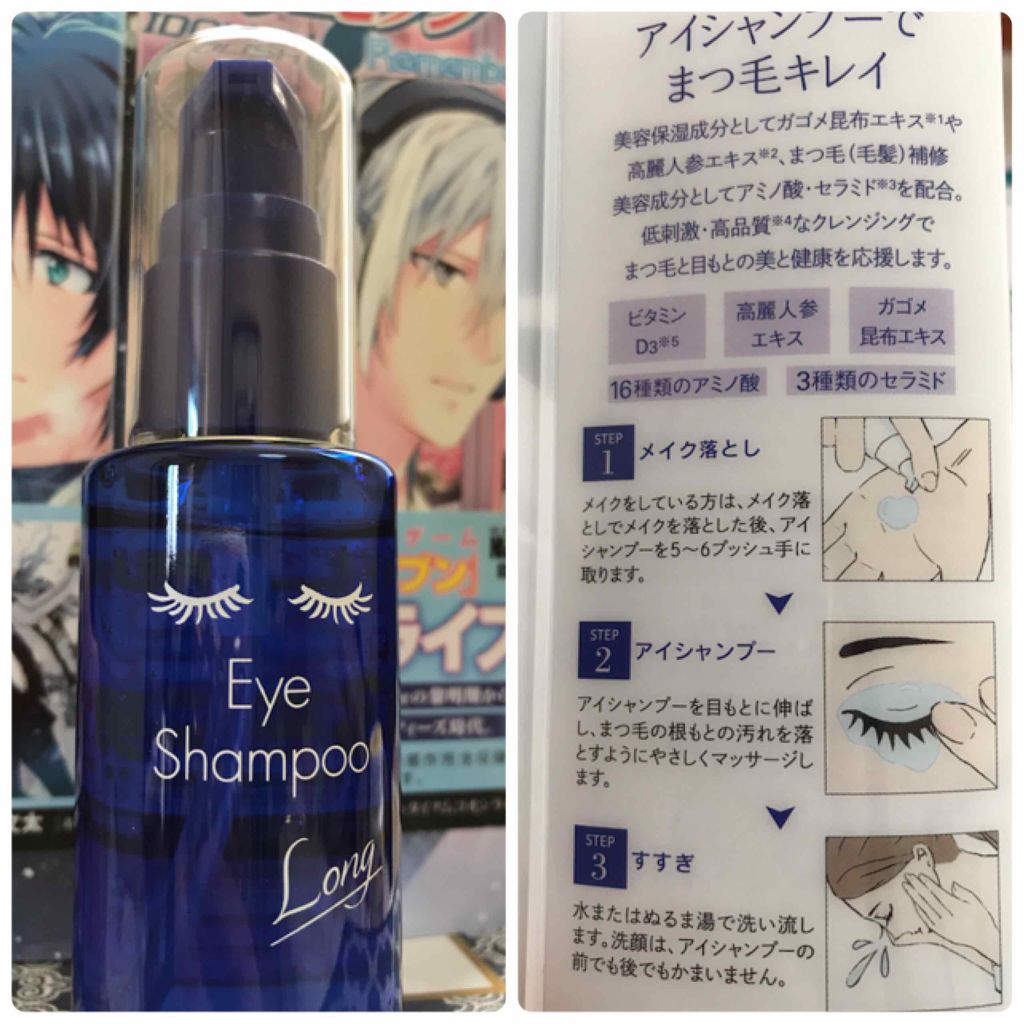 Remembe
ゲーム
ブン』
ライブ
ィーズ時代。
Eye
Shampoo
Long
アイシャンプーで
まつ毛キレイ
美容保湿成分としてガゴメ昆布エキス※1や
高麗人参エキス※2、まつ毛(毛髪)補修
美容成分としてアミノ酸・セラミド※3を配合。
低刺激・高品質※4なクレンジングで
まつ毛と目もとの美と健康を応援します。
ビタミン
D3※5
高麗人参
エキス
ガゴメ
昆布エキス
16種類のアミノ酸
3種類のセラミド
STEP
1
メイク落とし
メイクをしている方は、メイク落
としでメイクを落とした後、アイ
シャンプーを5〜6プッシュ手に
取ります。
STEP
2
アイシャンプー
アイシャンプーを目もとに伸ば
し、まつ毛の根もとの汚れを落
とすようにやさしくマッサージし
ます。
STEP
3
すすぎ
水またはぬるま湯で洗い流し
ます。洗顔は、アイシャンプーの
前でも後でもかまいません。